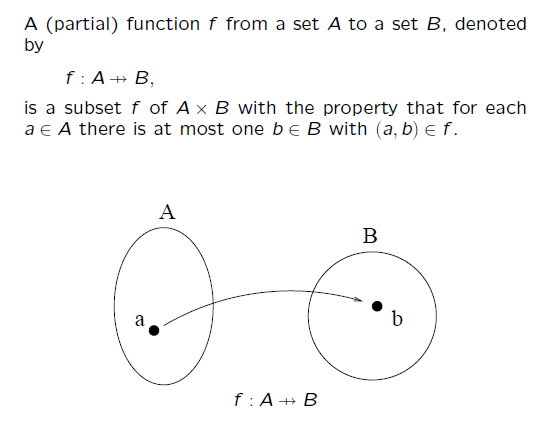 A (partial) function f from a set A to a set B, denoted
by
f : A ⇸ B,
is a subset f of A × B with the property that for each
a ∈ A there is at most one b ∈ B with (a, b) ∈ f.
A
B
a
b
f : A ⇸ B